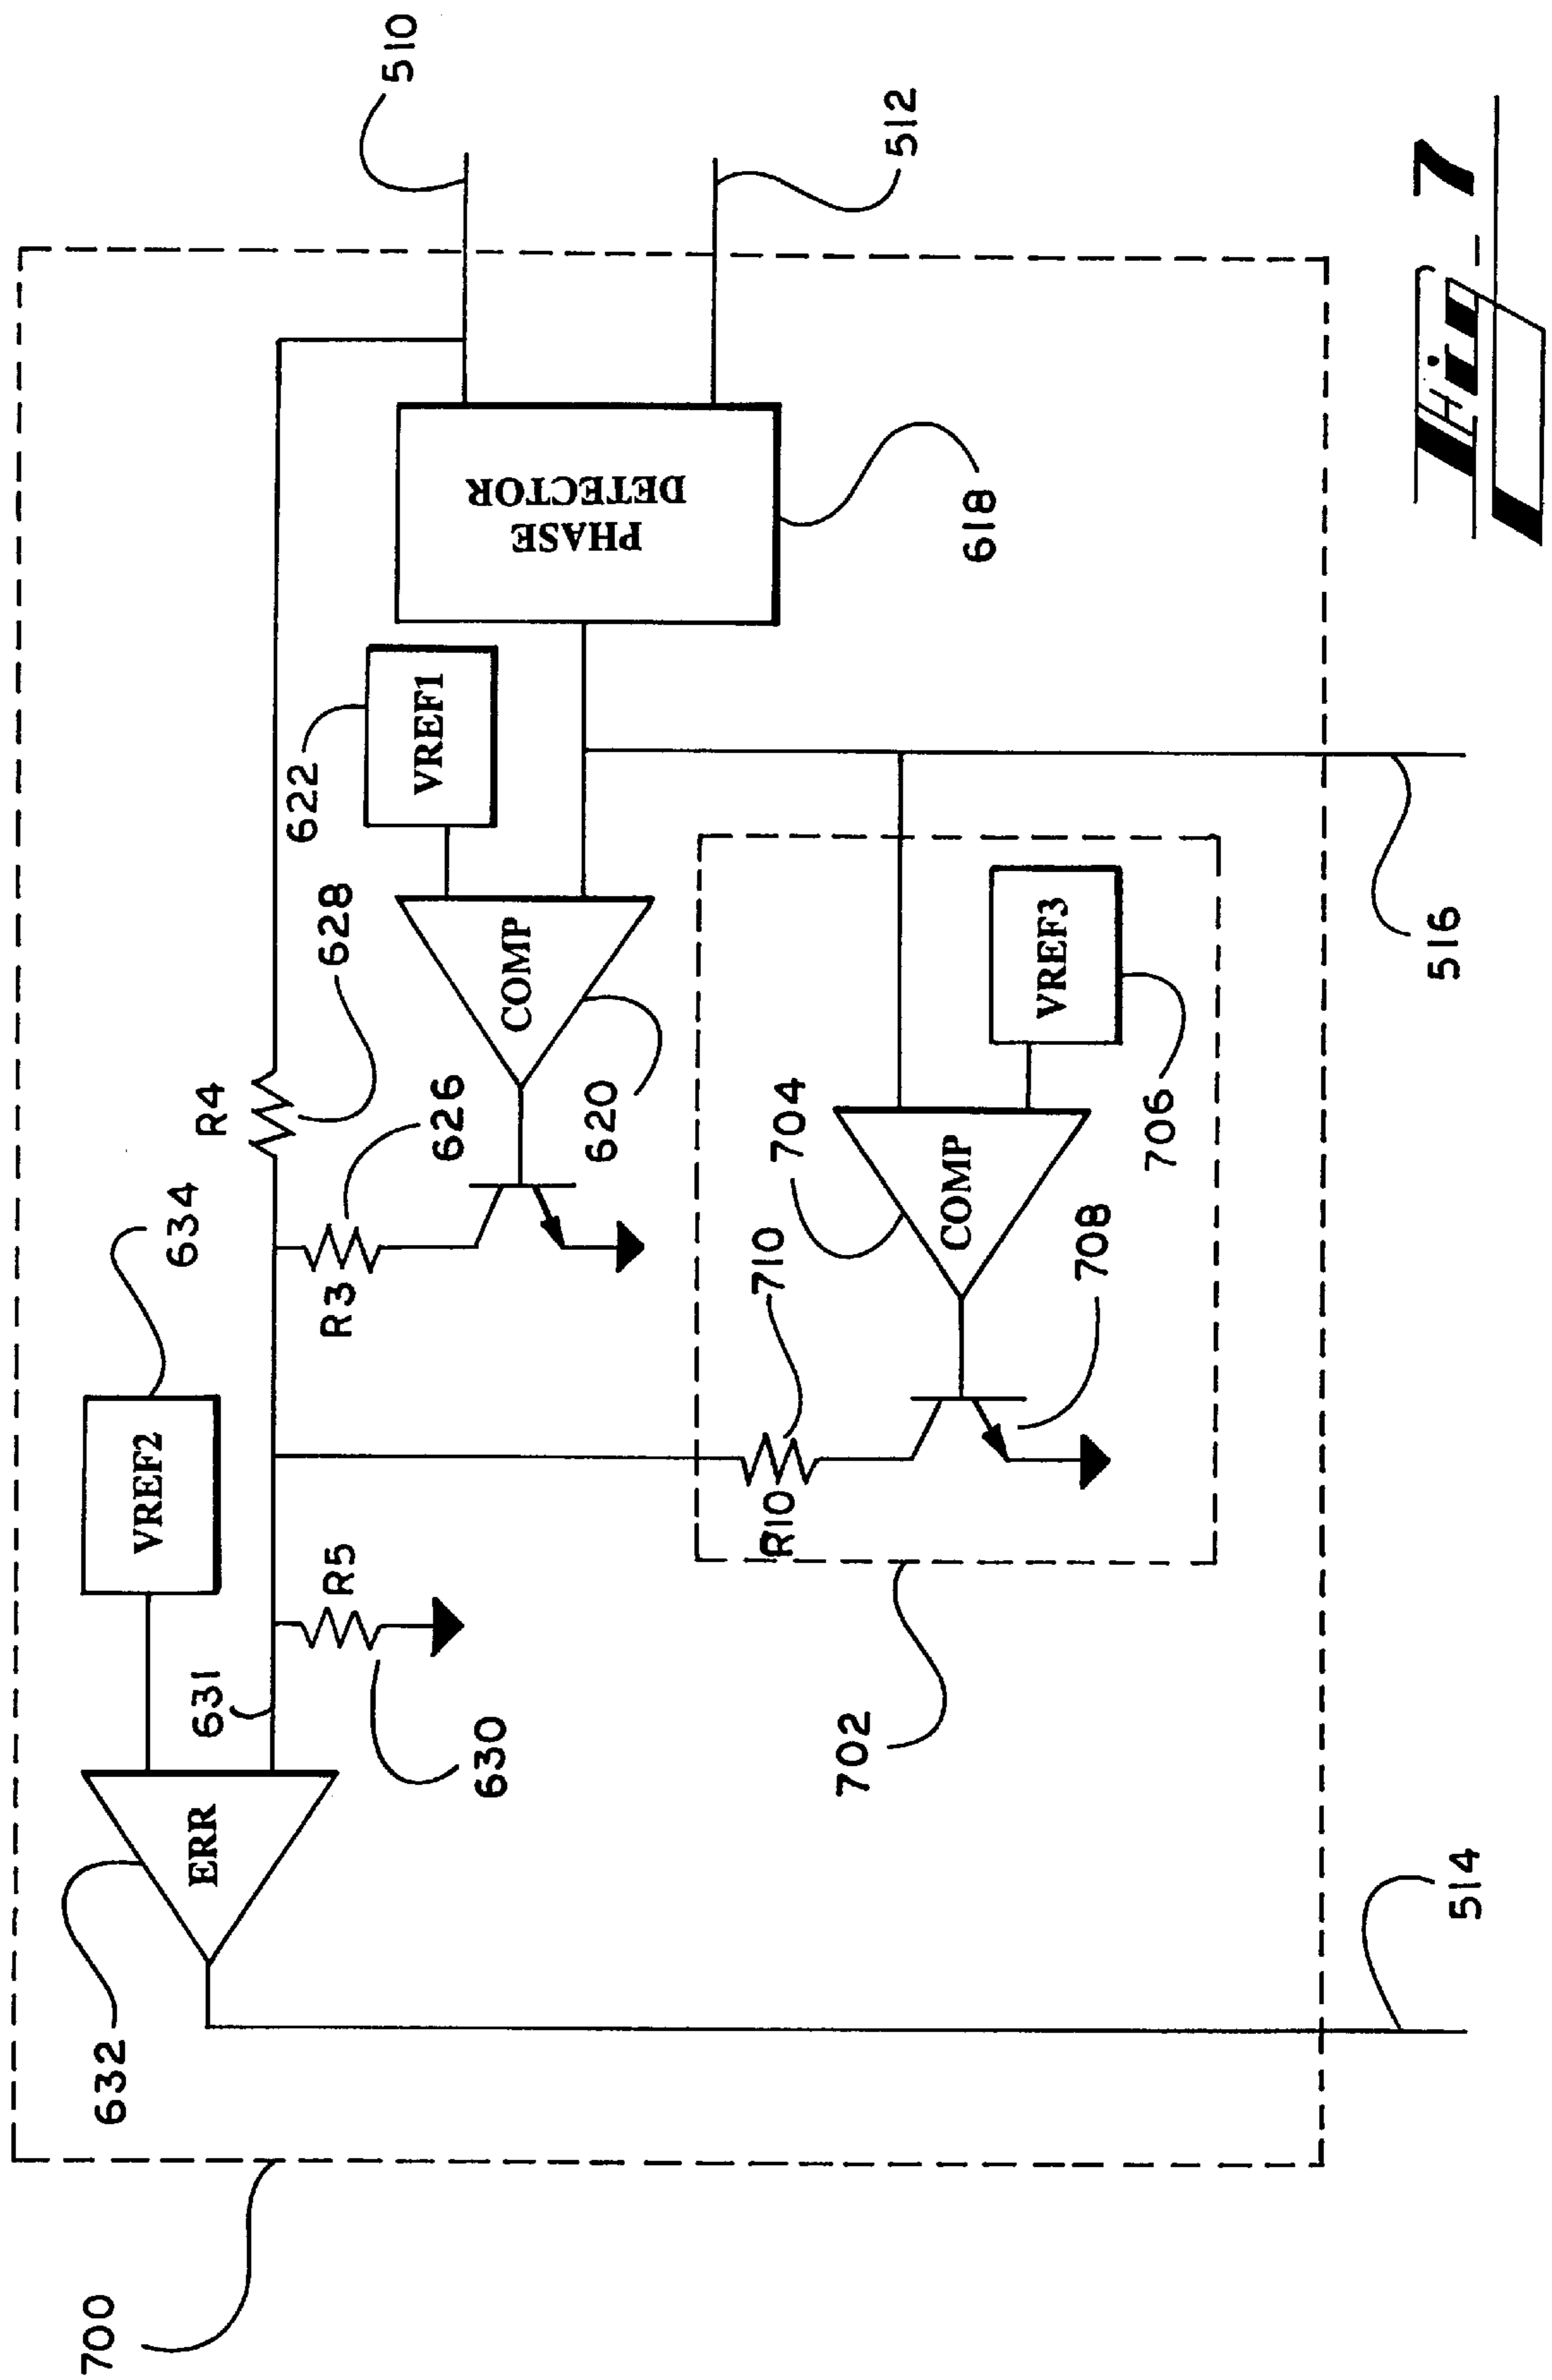 700
632
ERR
631
VREF2
634
R5
630
R4
628
R3
626
622
VREF1
COMP
620
PHASE
DETECTOR
618
510
512
702
R10
710
704
COMP
708
VREF3
706
514
516
Fig_7